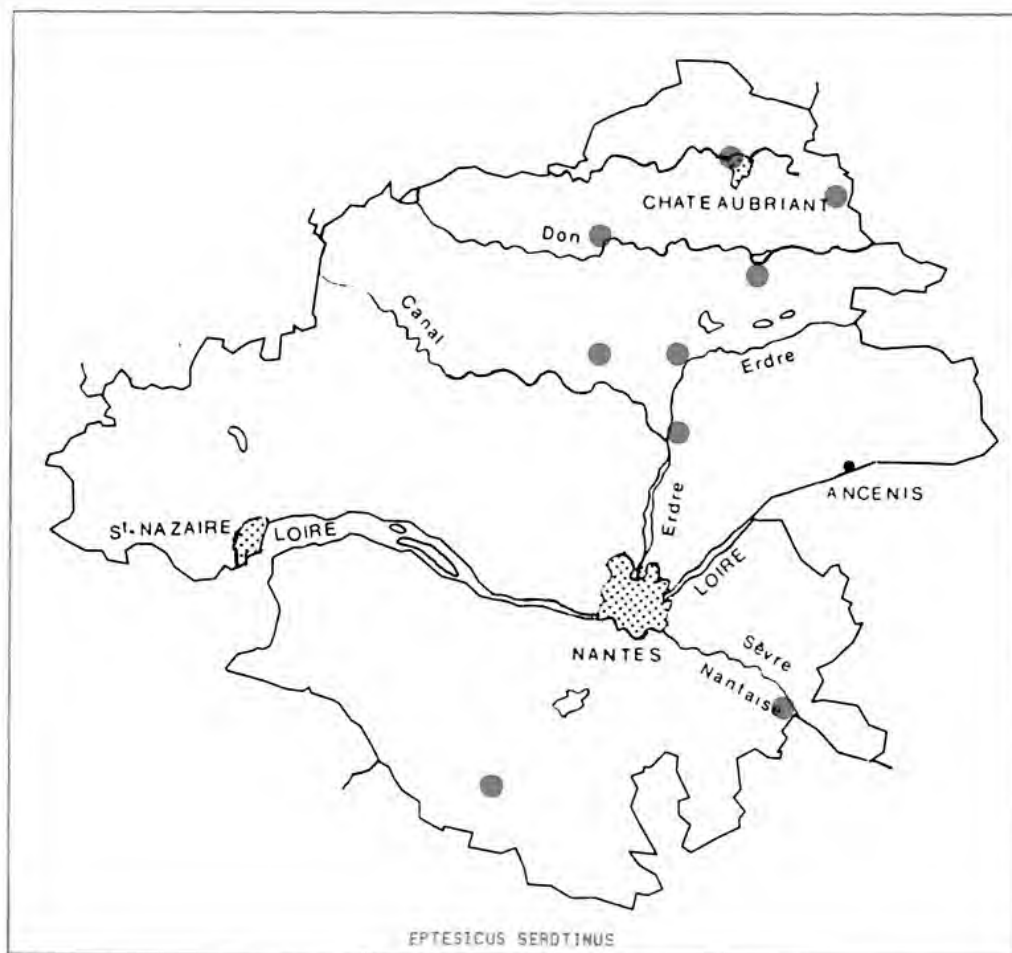 CHATEAUBRIANT
Don
Canal
Erdre
ANCENIS
Erdre
St-NAZAIRE
LOIRE
LOIRE
NANTES
Sèvre
Nantaise
EPTESICUS SEROTINUS